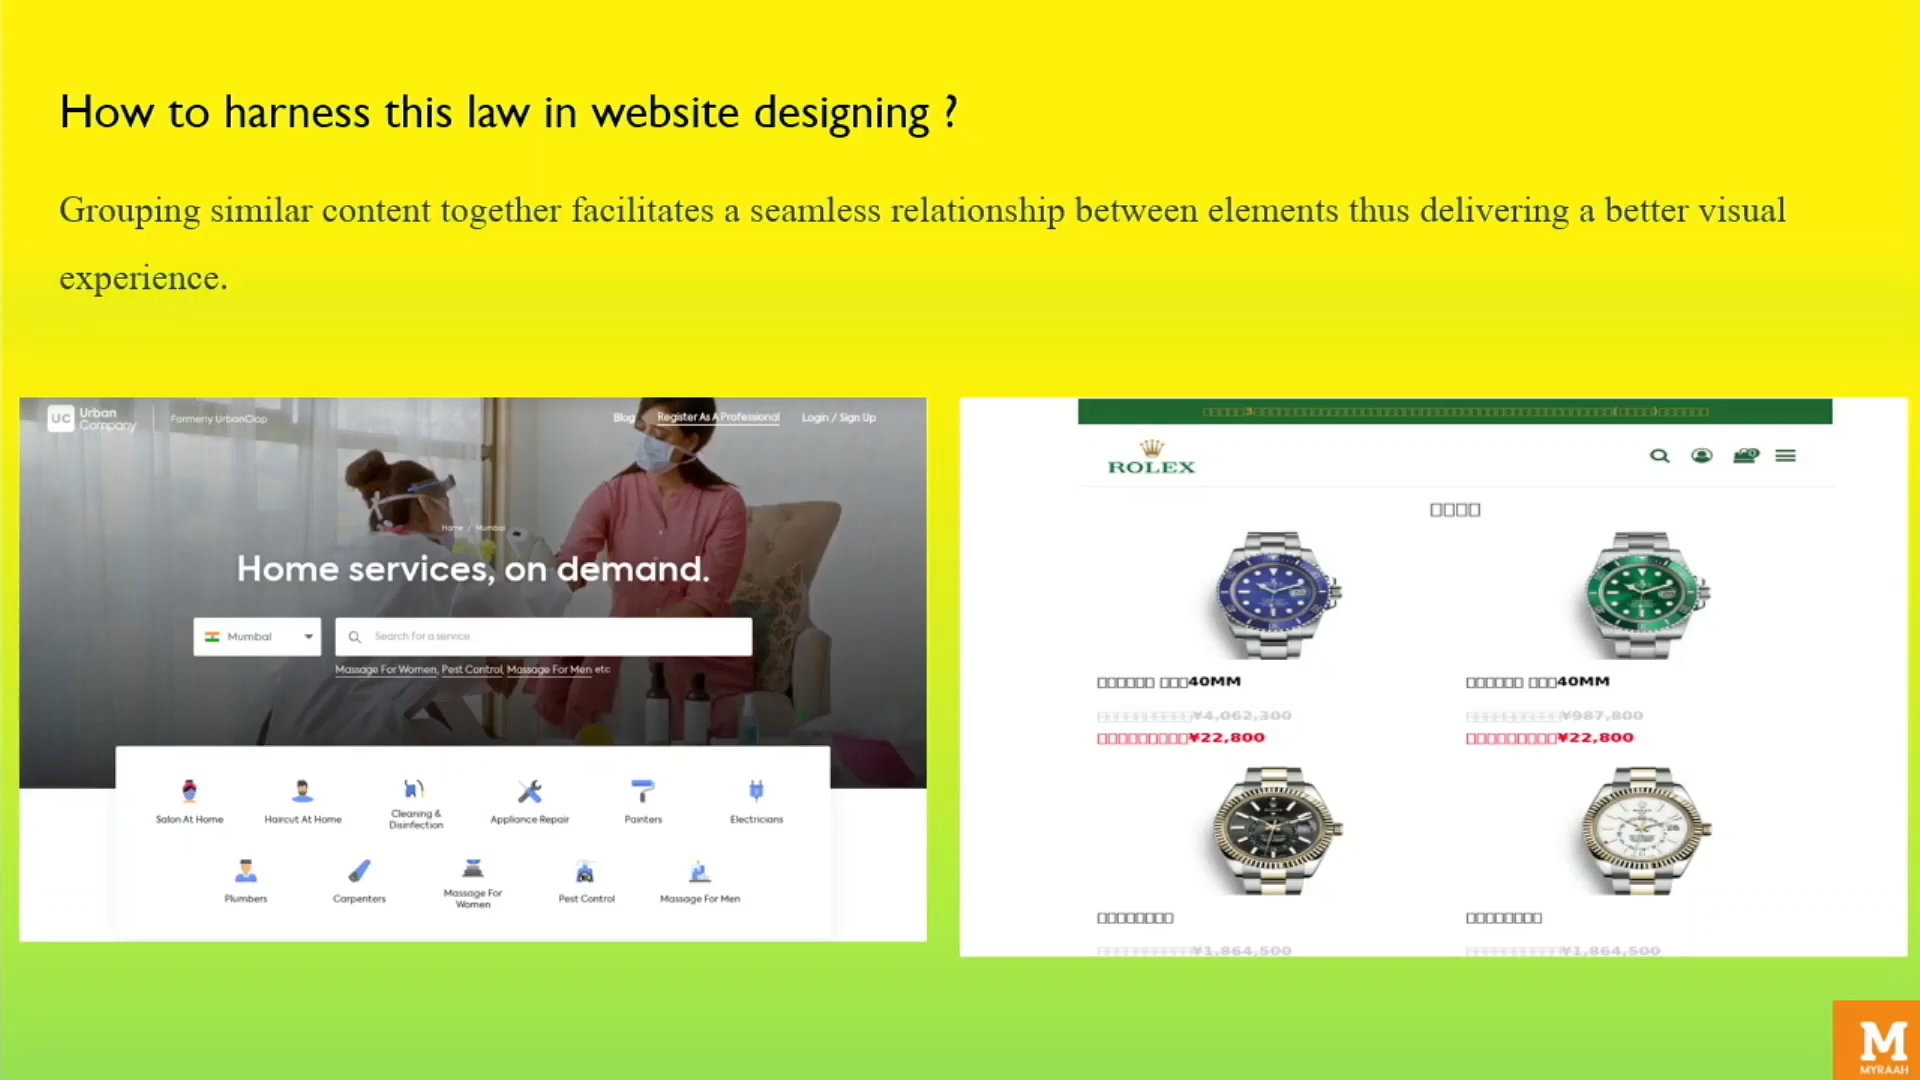 How to harness this law in website designing ?
Grouping similar content together facilitates a seamless relationship between elements thus delivering a better visual
experience.
UC Urban Company Formerly UrbanClap Blog Register As A Professional Login / Sign Up
Home / Mumbai
Home services, on demand.
Mumbai Search for a service
Massage For Women, Pest Control, Massage For Men etc
Salon At Home Haircut At Home Cleaning & Disinfection Appliance Repair Painters Electricians
Plumbers Carpenters Massage For Women Pest Control Massage For Men
ROLEX
40MM 40MM
¥4,062,300 ¥987,800
¥22,800 ¥22,800
¥1,864,500 ¥1,864,500
M
MYRAAH